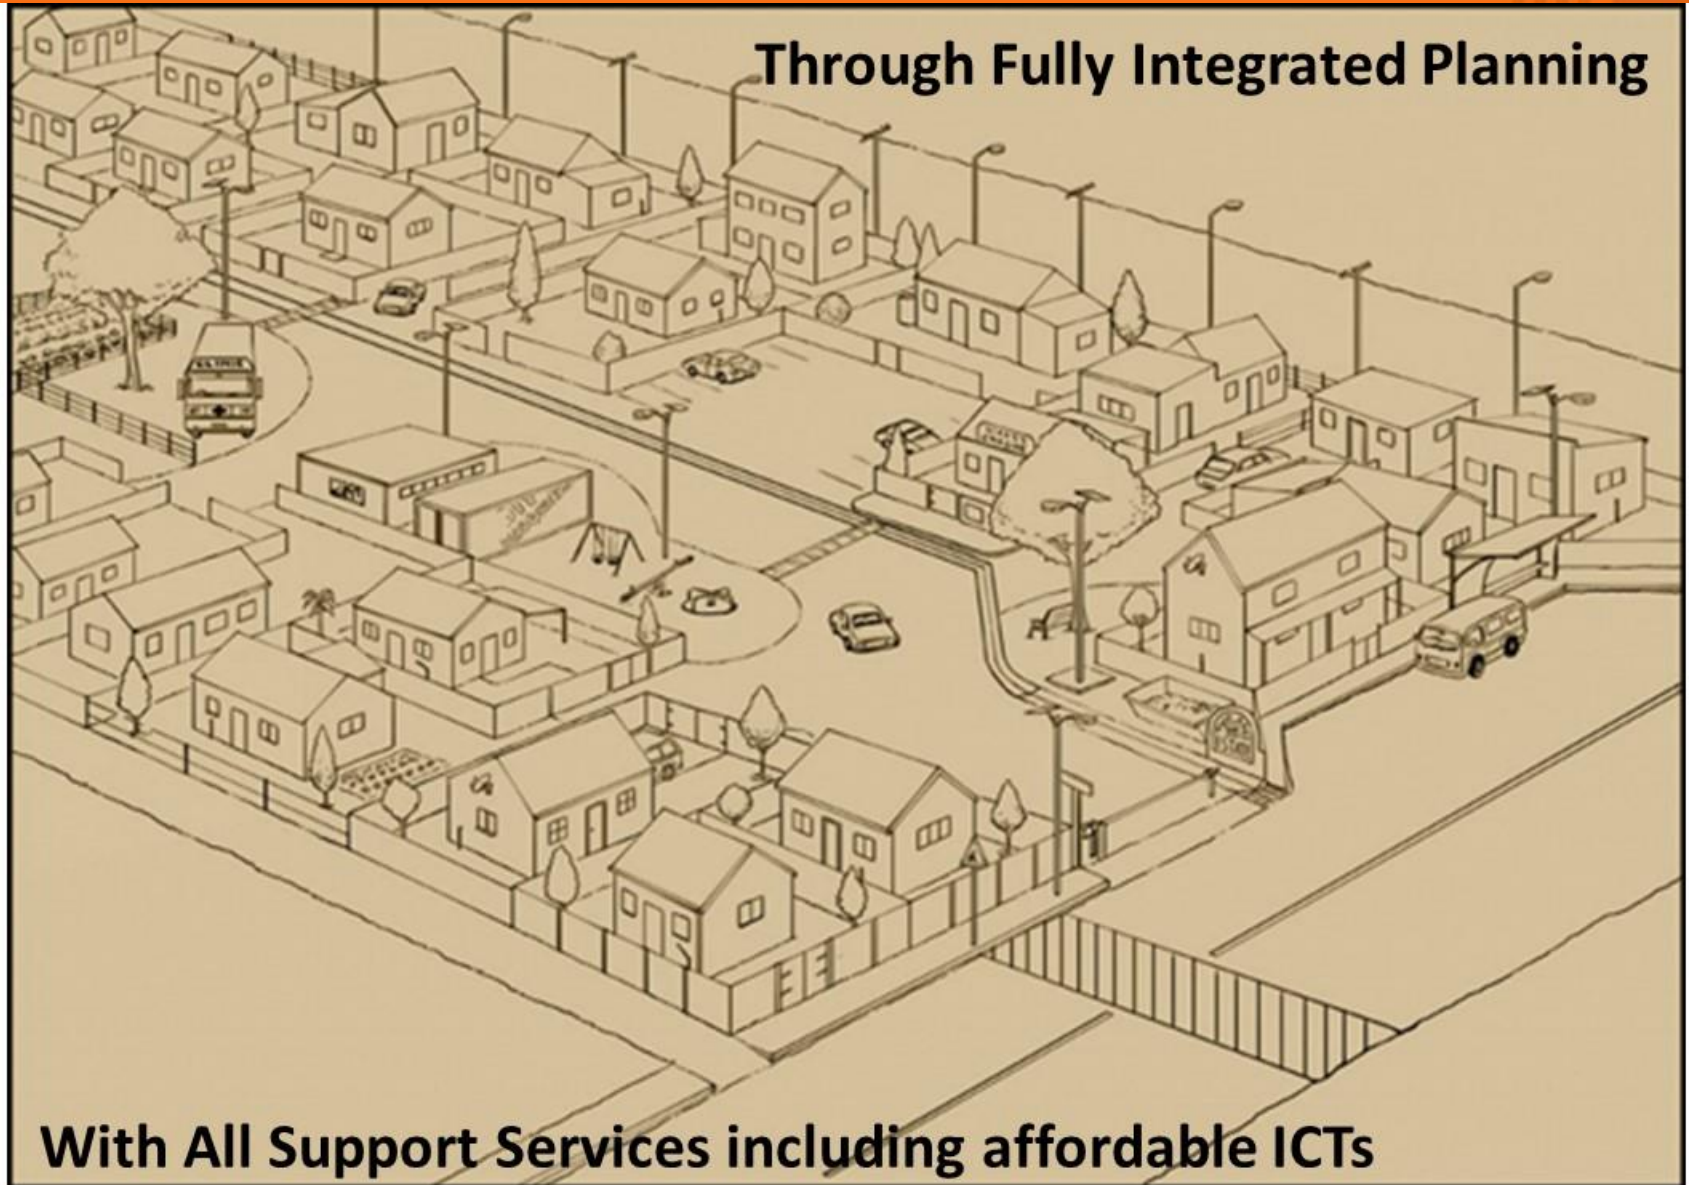 Through Fully Integrated Planning
With All Support Services including affordable ICTs